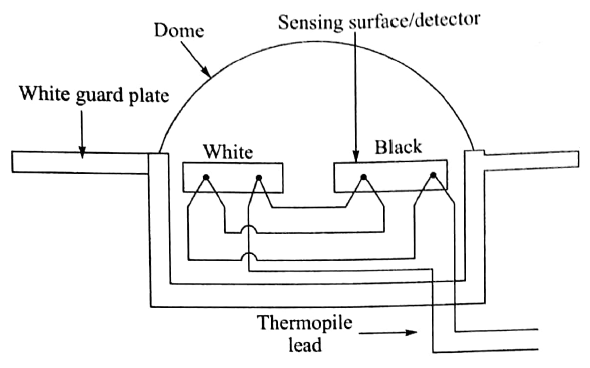 Sensing surface/detector
Dome
White guard plate
White
Black
Thermopile
lead